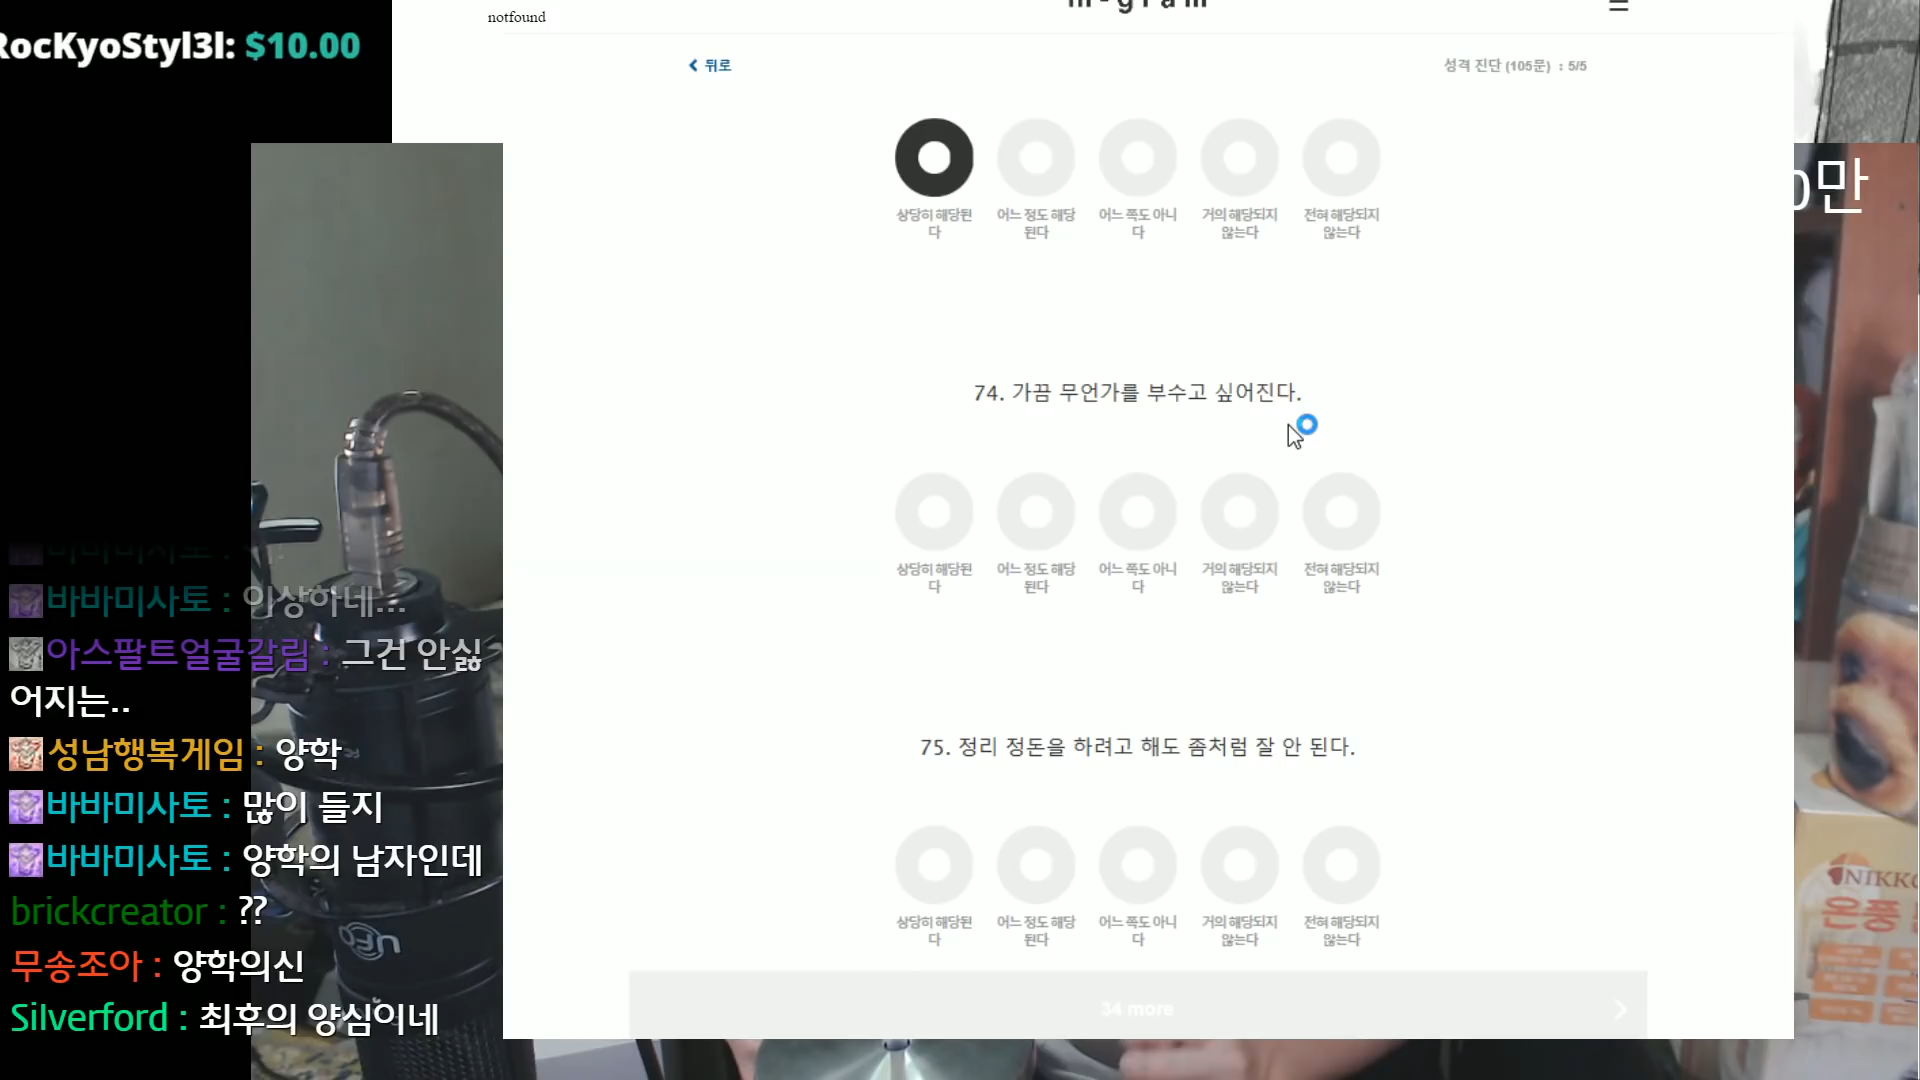 notfound
RocKyoStyl3l: $10.00
뒤로
성격 진단 (105문) : 5/5
상당히 해당된다
어느 정도 해당된다
어느 쪽도 아니다
거의 해당되지 않는다
전혀 해당되지 않는다
0만
74. 가끔 무언가를 부수고 싶어진다.
상당히 해당된다
어느 정도 해당된다
어느 쪽도 아니다
거의 해당되지 않는다
전혀 해당되지 않는다
75. 정리 정돈을 하려고 해도 좀처럼 잘 안 된다.
상당히 해당된다
어느 정도 해당된다
어느 쪽도 아니다
거의 해당되지 않는다
전혀 해당되지 않는다
34 more
바바미사토 : 이상하네...
아스팔트얼굴갈림 : 그건 안싫
어지는..
성남행복게임 : 양학
바바미사토 : 많이 들지
바바미사토 : 양학의 남자인데
brickcreator : ??
무송조아 : 양학의신
Silverford : 최후의 양심이네
UFO
NIKK
온풍